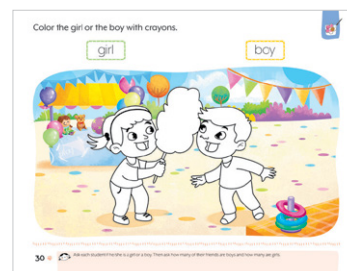 Color the girl or the boy with crayons.
girl
boy
30
Ask each student if he/she is a girl or a boy. Then ask how many of their friends are boys and how many are girls.